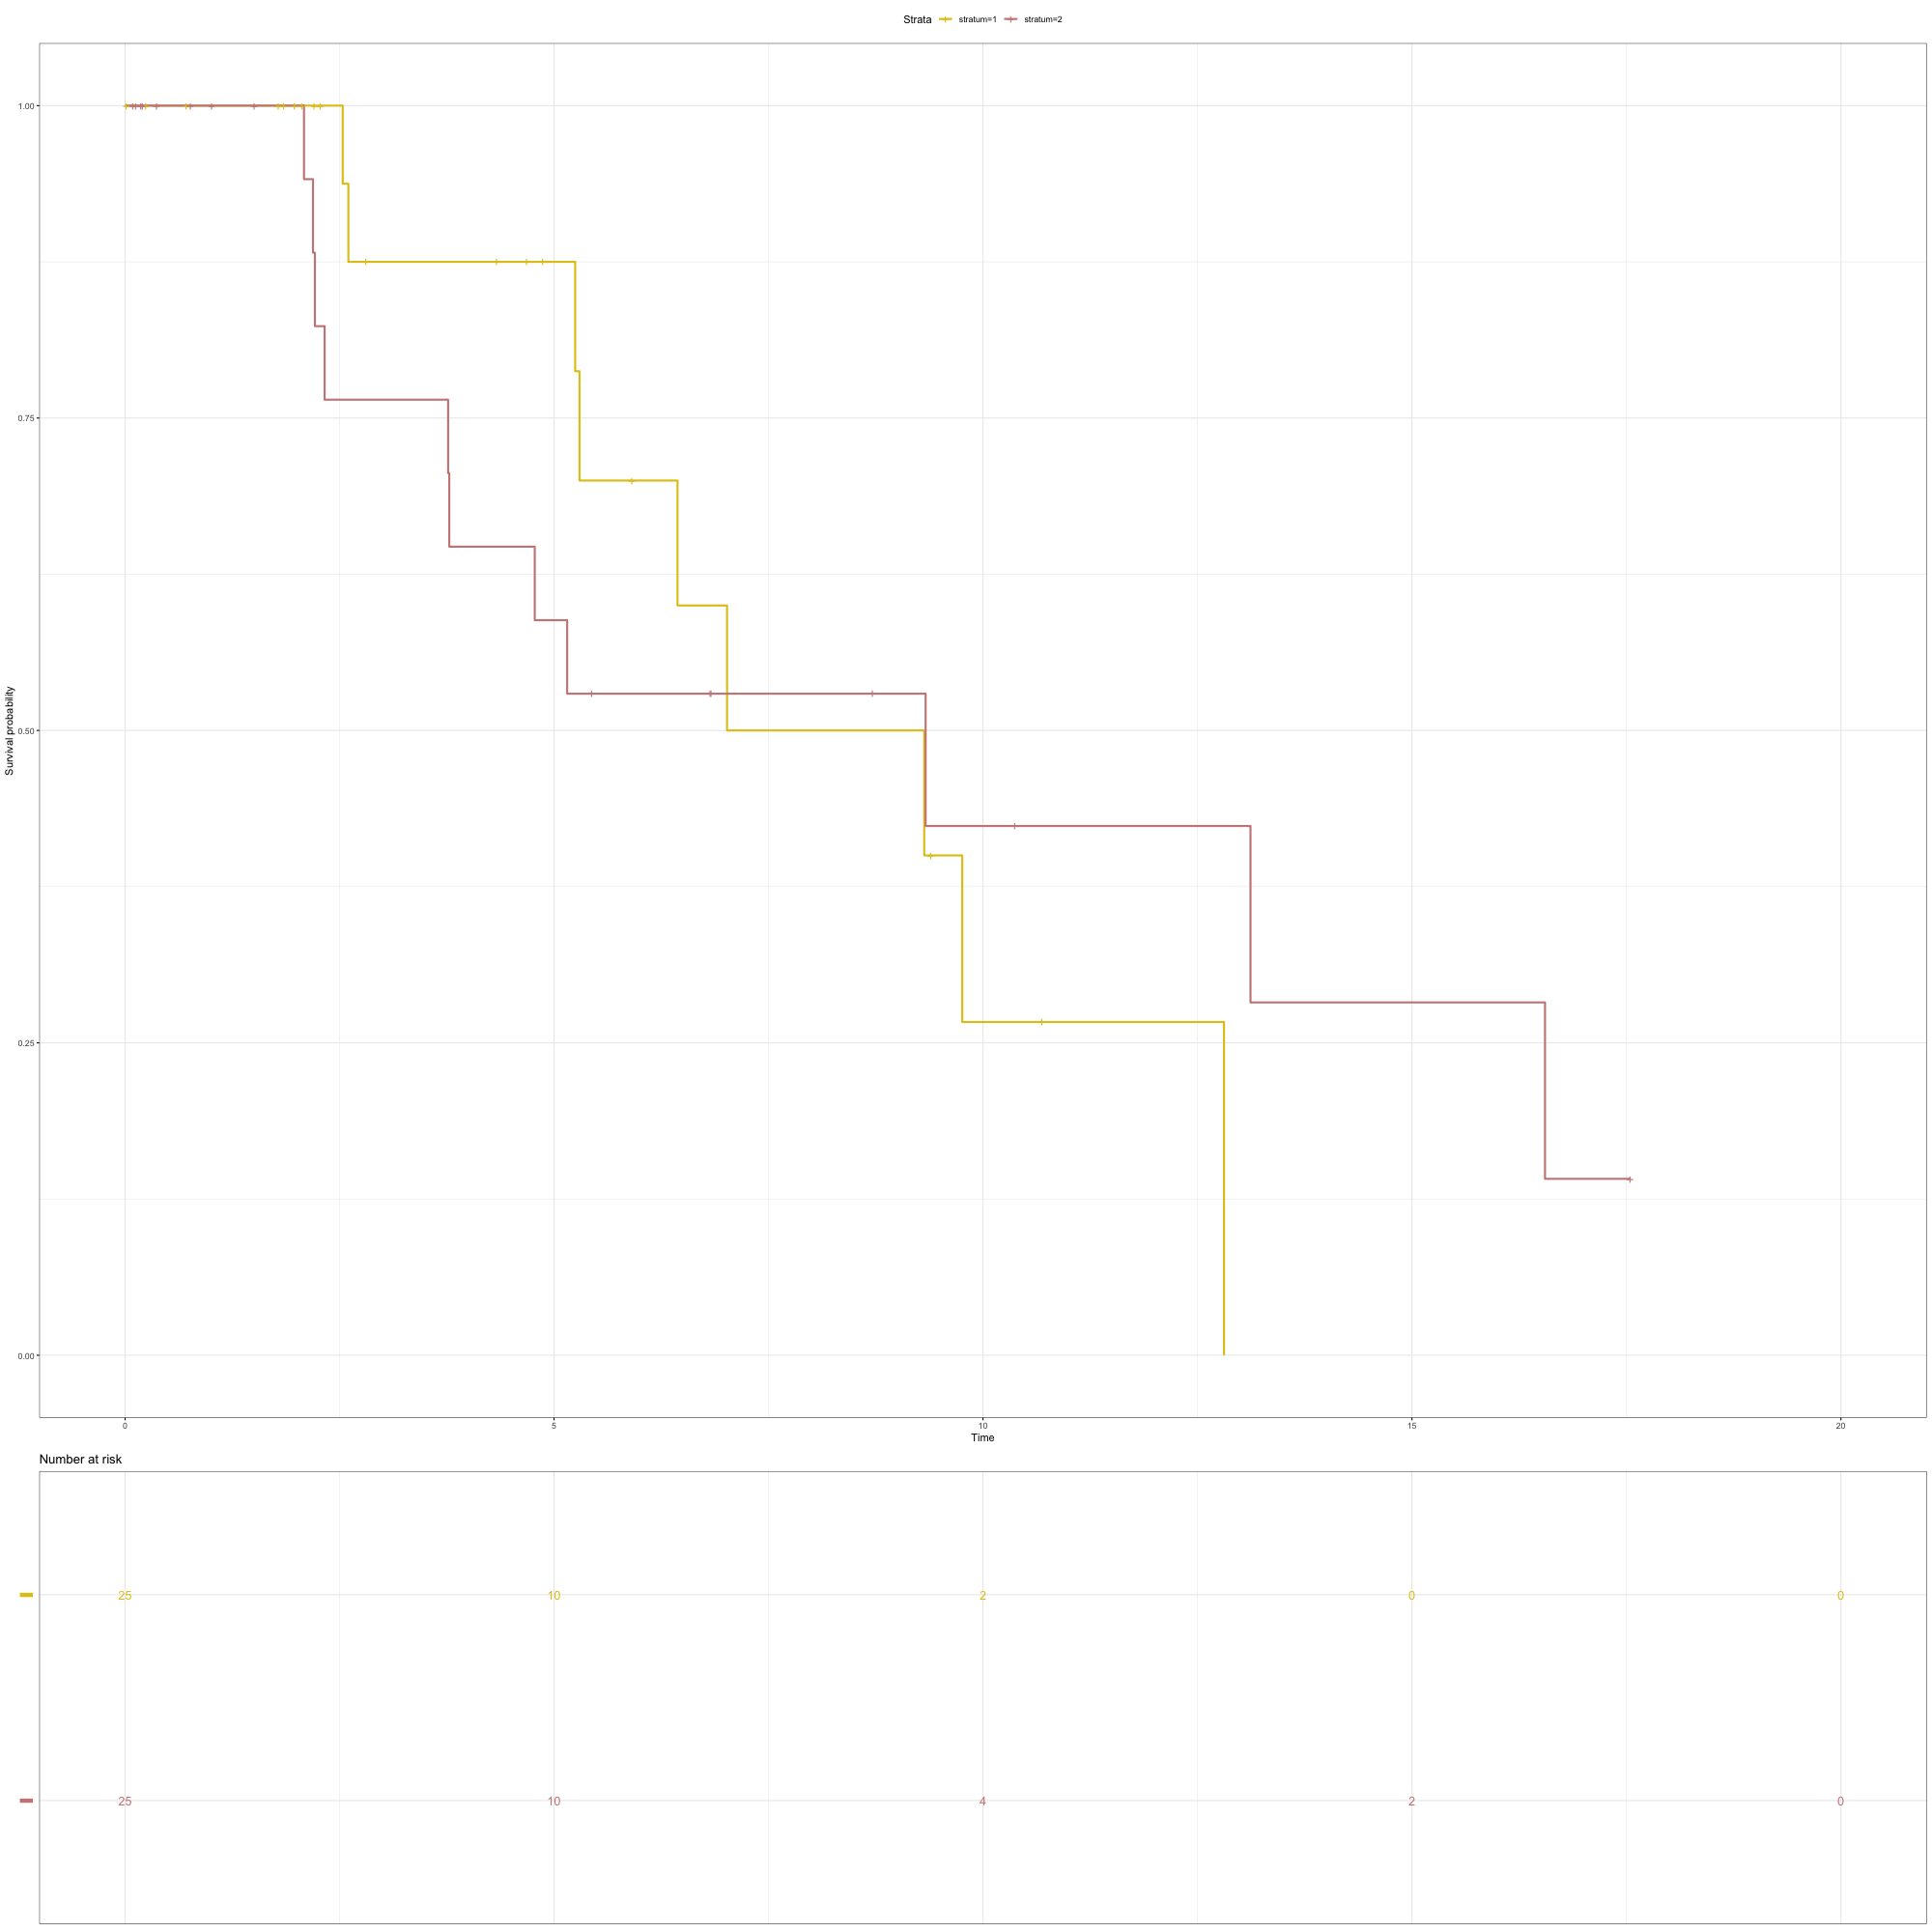 Strata stratum=1 stratum=2
1.00
0.75
0.50
0.25
0.00
Survival probability
0 5 10 15 20
Time
Number at risk
25 10 2 0 0
25 10 4 2 0